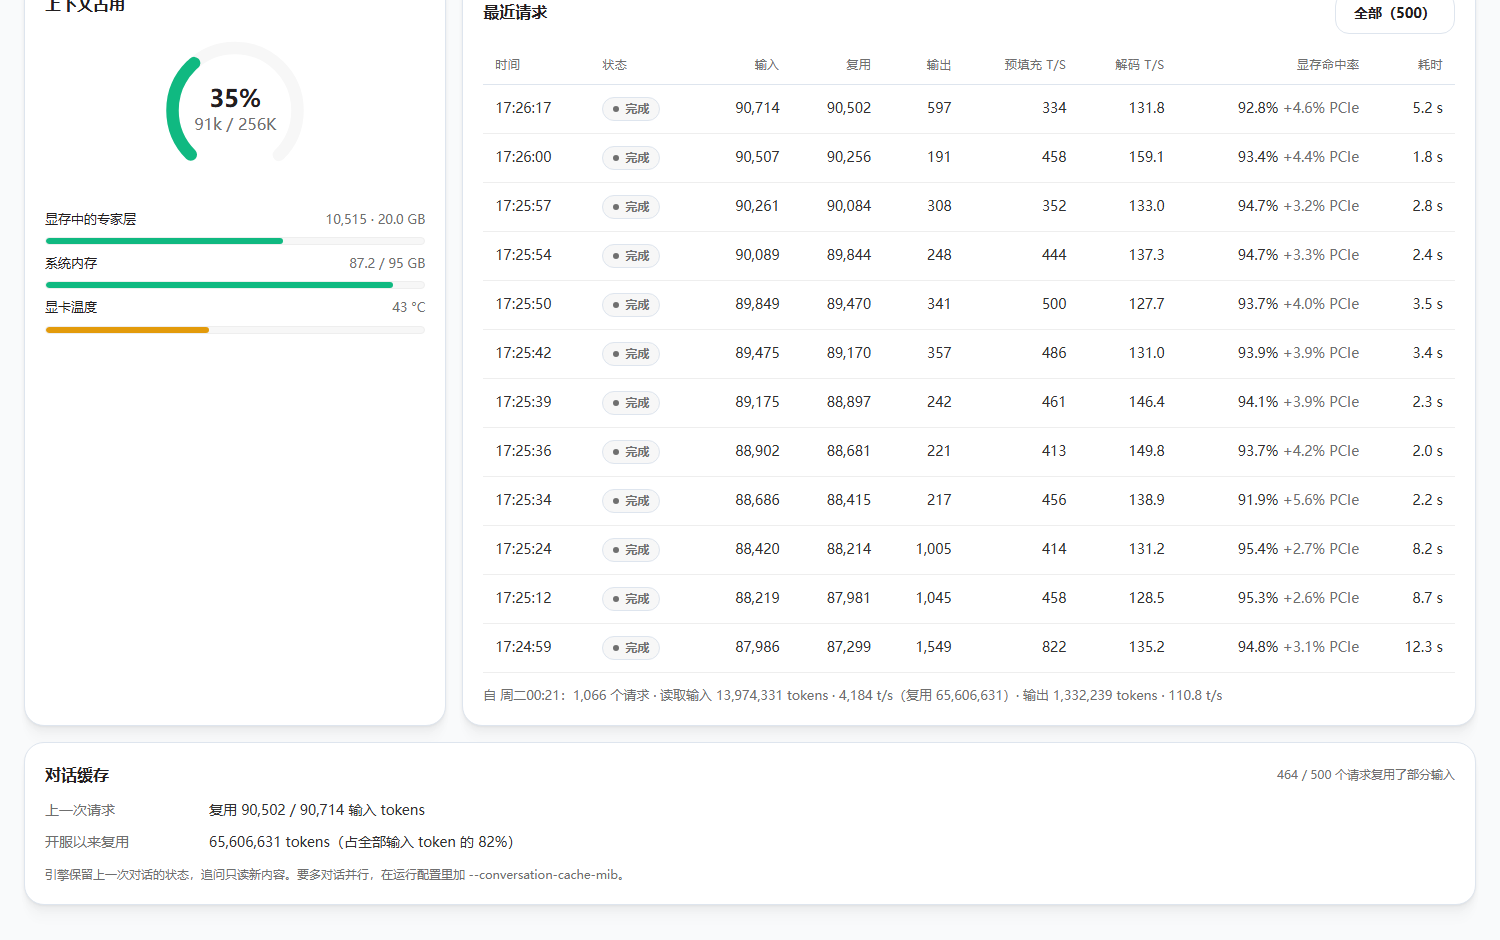 上下文占用
35%
91k / 256K
显存中的专家层 10,515 · 20.0 GB
系统内存 87.2 / 95 GB
显卡温度 43 °C
最近请求 全部（500）
时间 状态 输入 复用 输出 预填充 T/S 解码 T/S 显存命中率 耗时
17:26:17 完成 90,714 90,502 597 334 131.8 92.8% +4.6% PCIe 5.2 s
17:26:00 完成 90,507 90,256 191 458 159.1 93.4% +4.4% PCIe 1.8 s
17:25:57 完成 90,261 90,084 308 352 133.0 94.7% +3.2% PCIe 2.8 s
17:25:54 完成 90,089 89,844 248 444 137.3 94.7% +3.3% PCIe 2.4 s
17:25:50 完成 89,849 89,470 341 500 127.7 93.7% +4.0% PCIe 3.5 s
17:25:42 完成 89,475 89,170 357 486 131.0 93.9% +3.9% PCIe 3.4 s
17:25:39 完成 89,175 88,897 242 461 146.4 94.1% +3.9% PCIe 2.3 s
17:25:36 完成 88,902 88,681 221 413 149.8 93.7% +4.2% PCIe 2.0 s
17:25:34 完成 88,686 88,415 217 456 138.9 91.9% +5.6% PCIe 2.2 s
17:25:24 完成 88,420 88,214 1,005 414 131.2 95.4% +2.7% PCIe 8.2 s
17:25:12 完成 88,219 87,981 1,045 458 128.5 95.3% +2.6% PCIe 8.7 s
17:24:59 完成 87,986 87,299 1,549 822 135.2 94.8% +3.1% PCIe 12.3 s
自 周二00:21：1,066 个请求 · 读取输入 13,974,331 tokens · 4,184 t/s（复用 65,606,631）· 输出 1,332,239 tokens · 110.8 t/s
对话缓存 464 / 500 个请求复用了部分输入
上一次请求 复用 90,502 / 90,714 输入 tokens
开服以来复用 65,606,631 tokens（占全部输入 token 的 82%）
引擎保留上一次对话的状态，追问只读新内容。要多对话并行，在运行配置里加 --conversation-cache-mib。